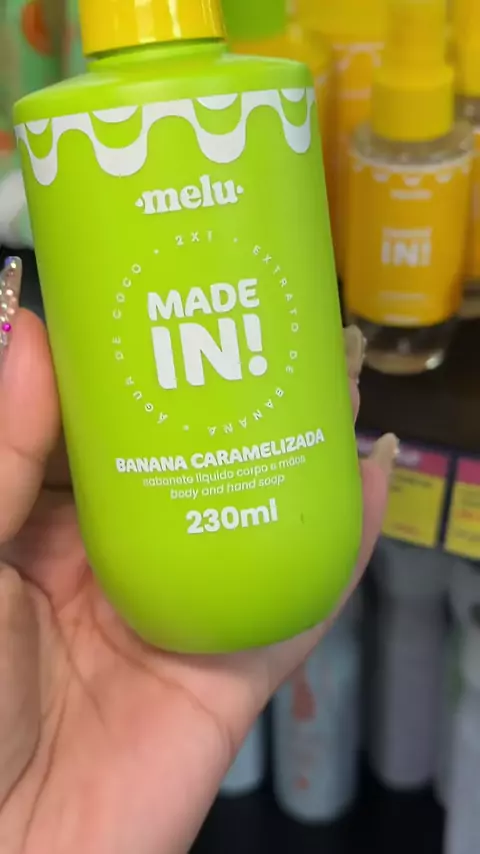 ·melu·
2X1 • EXTRATO DE BANANA • ÁGUA DE COCO •
MADE
IN!
BANANA CARAMELIZADA
sabonete líquido corpo e mãos
body and hand soap
230ml
IN!